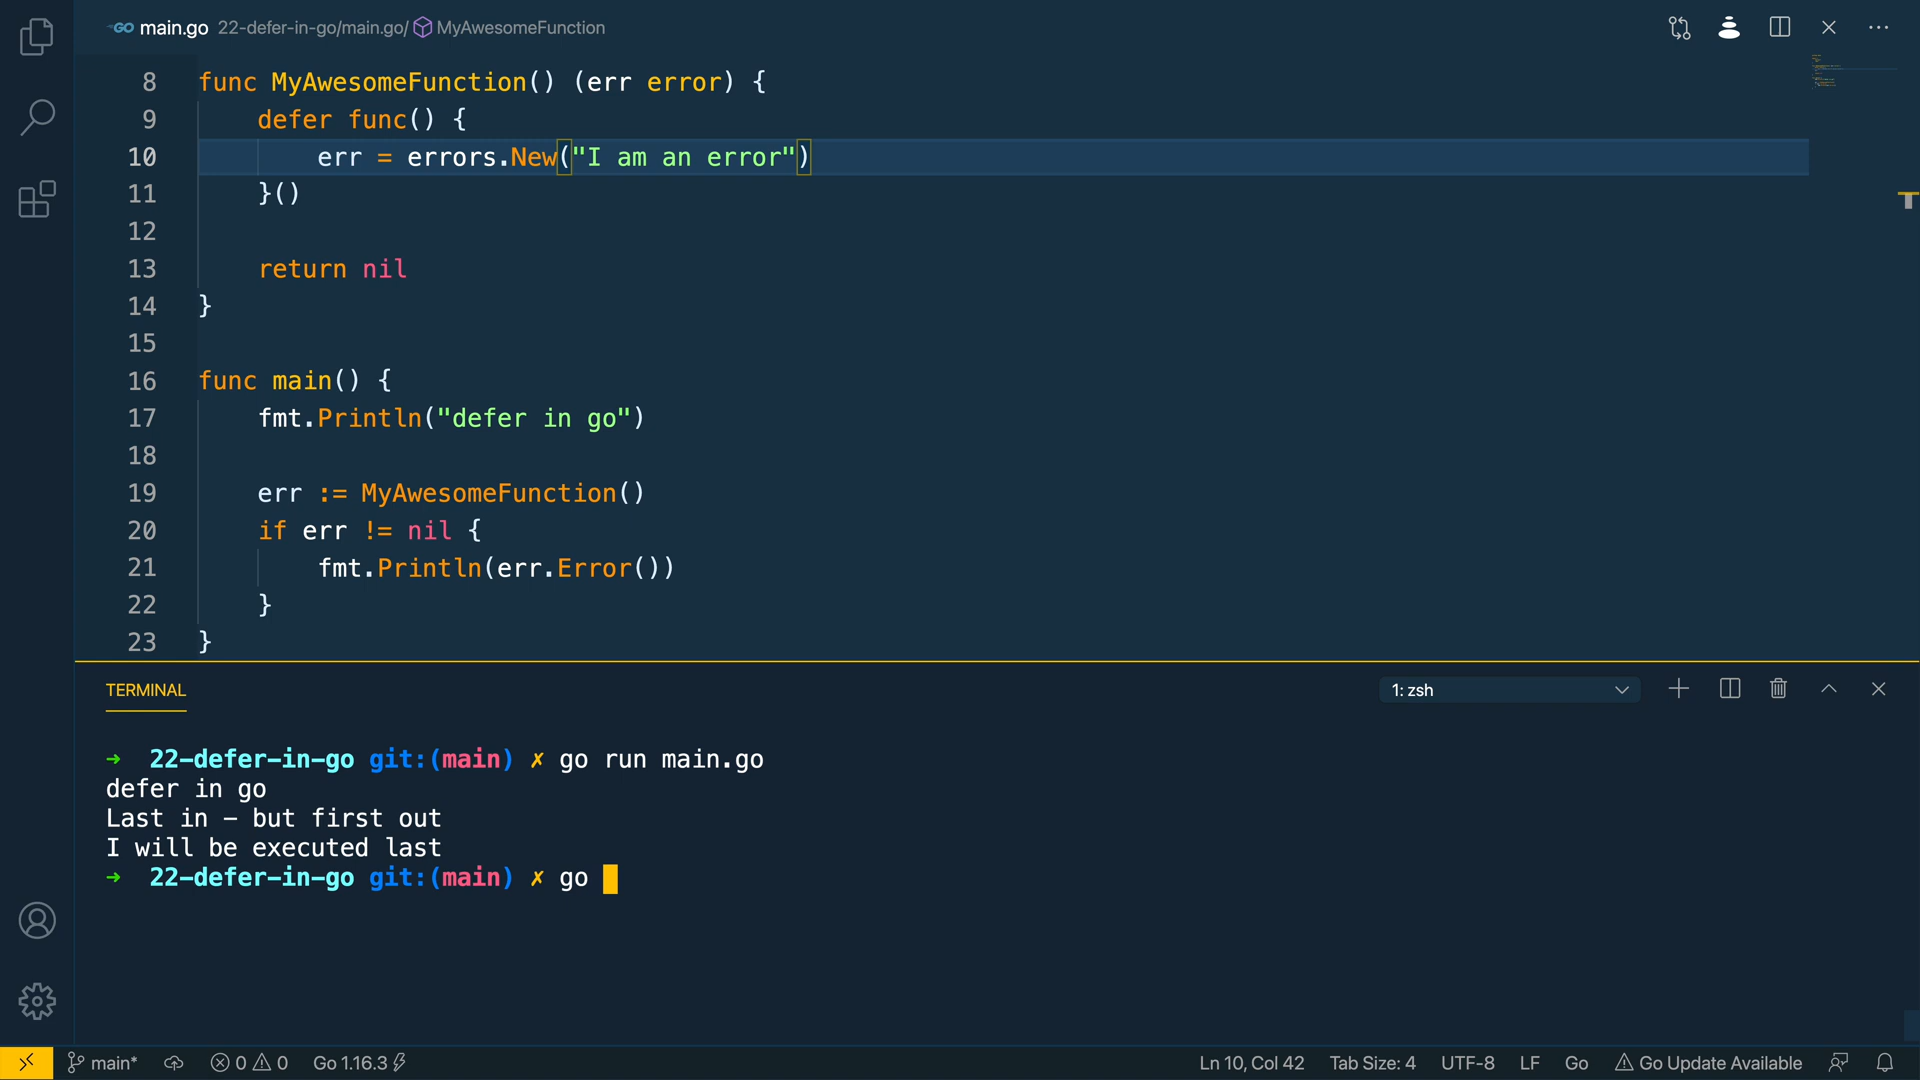 GO main.go 22-defer-in-go/main.go/ MyAwesomeFunction
8 func MyAwesomeFunction() (err error) {
9 defer func() {
10 err = errors.New("I am an error")
11 }()
12
13 return nil
14 }
15
16 func main() {
17 fmt.Println("defer in go")
18
19 err := MyAwesomeFunction()
20 if err != nil {
21 fmt.Println(err.Error())
22 }
23 }
TERMINAL 1: zsh
➜ 22-defer-in-go git:(main) ✗ go run main.go
defer in go
Last in - but first out
I will be executed last
➜ 22-defer-in-go git:(main) ✗ go
main* 0 0 Go 1.16.3 Ln 10, Col 42 Tab Size: 4 UTF-8 LF Go Go Update Available